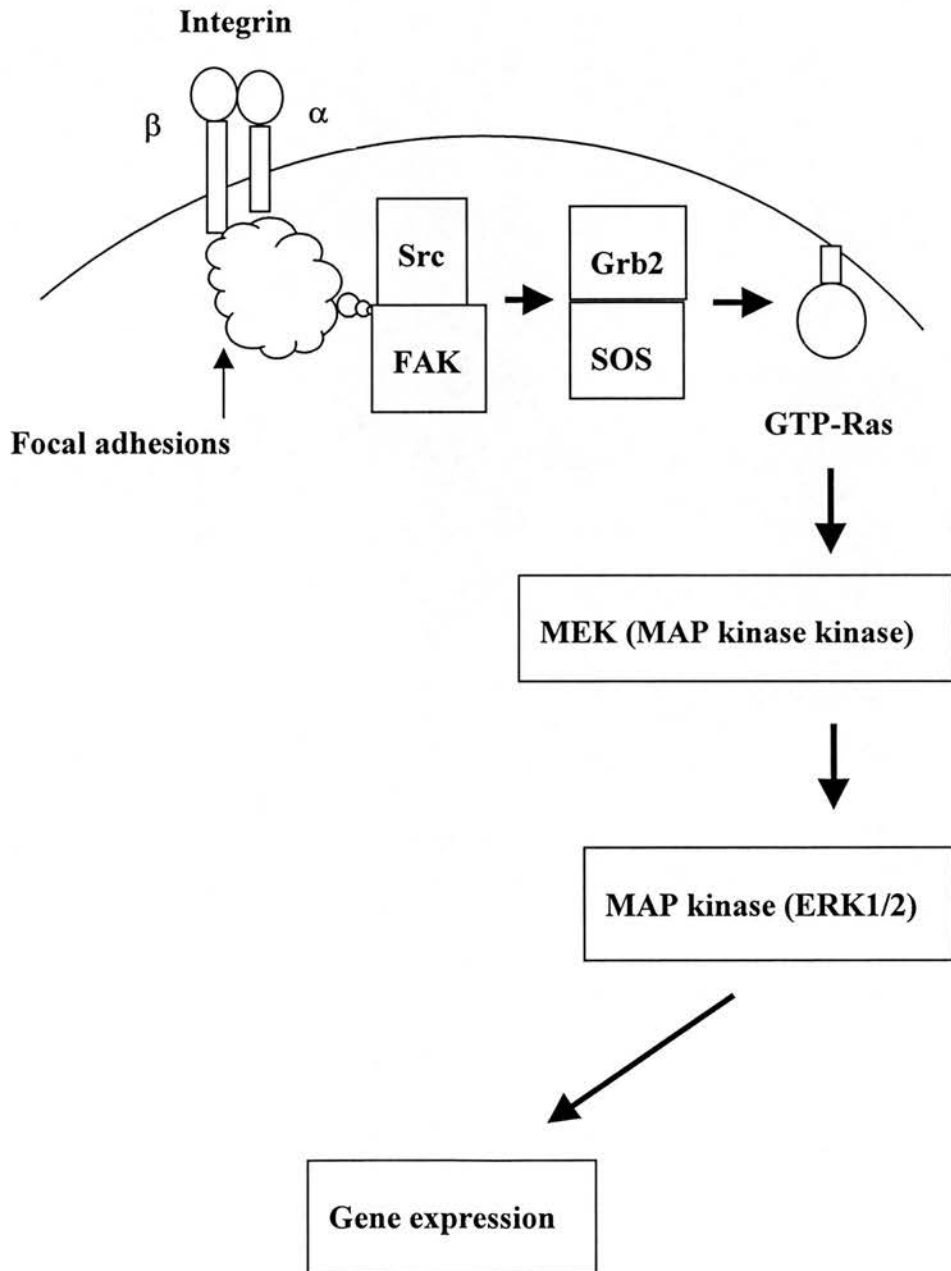 Integrin
β
α
Src
Grb2
FAK
SOS
Focal adhesions
GTP-Ras
MEK (MAP kinase kinase)
MAP kinase (ERK1/2)
Gene expression